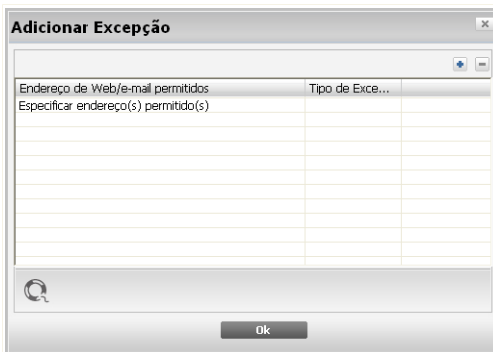 Adicionar Excepção
Endereço de Web/e-mail permitidos Tipo de Exce...
Especificar endereço(s) permitido(s)
Ok